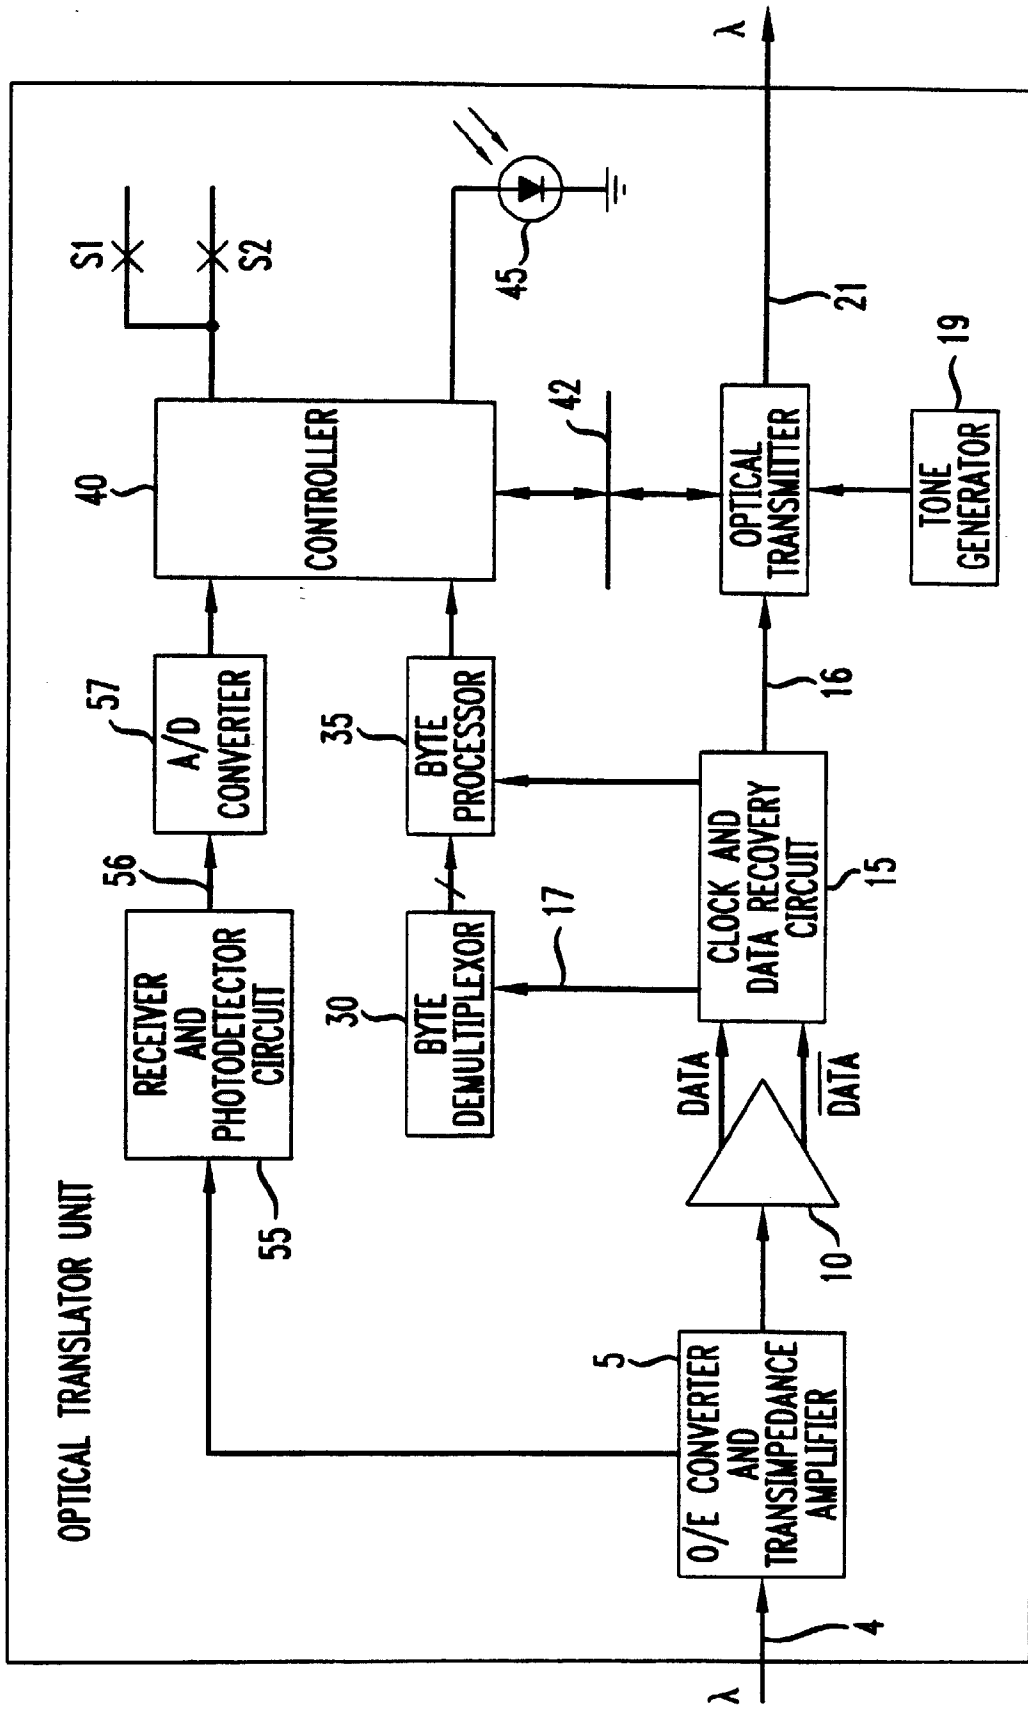 OPTICAL TRANSLATOR UNIT
λ
4
O/E CONVERTER
AND
TRANSIMPEDANCE
AMPLIFIER
5
10
DATA
D̅A̅T̅A̅
CLOCK AND
DATA RECOVERY
CIRCUIT
15
16
17
RECEIVER
AND
PHOTODETECTOR
CIRCUIT
55
56
A/D
CONVERTER
57
BYTE
DEMULTIPLEXOR
30
BYTE
PROCESSOR
35
CONTROLLER
40
S1
S2
45
42
OPTICAL
TRANSMITTER
TONE
GENERATOR
19
21
λ